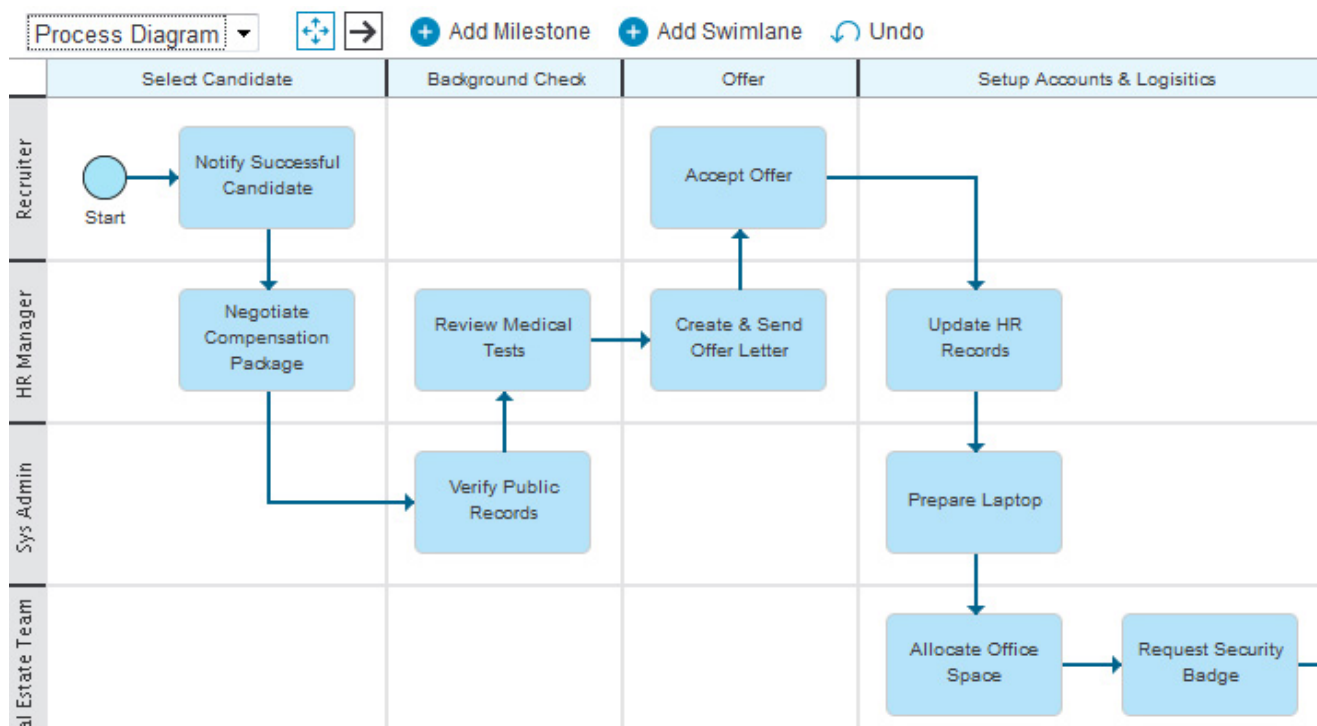 Process Diagram
Add Milestone
Add Swimlane
Undo
Select Candidate
Background Check
Offer
Setup Accounts & Logisitics
Recruiter
Start
Notify Successful
Candidate
Accept Offer
HR Manager
Negotiate
Compensation
Package
Review Medical
Tests
Create & Send
Offer Letter
Update HR
Records
Sys Admin
Verify Public
Records
Prepare Laptop
Estate Team
Allocate Office
Space
Request Security
Badge